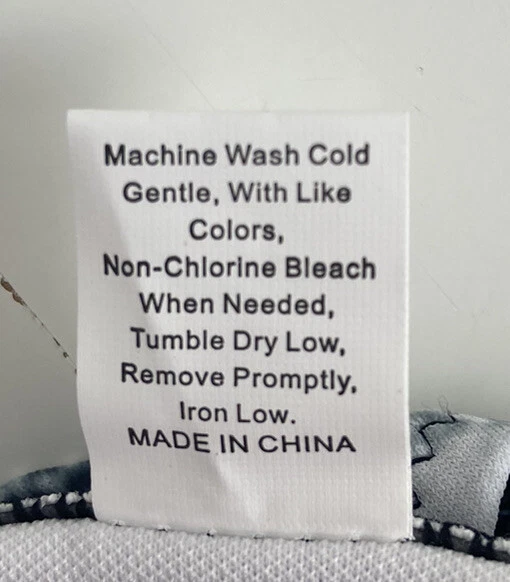 Machine Wash Cold
Gentle, With Like
Colors,
Non-Chlorine Bleach
When Needed,
Tumble Dry Low,
Remove Promptly,
Iron Low.
MADE IN CHINA